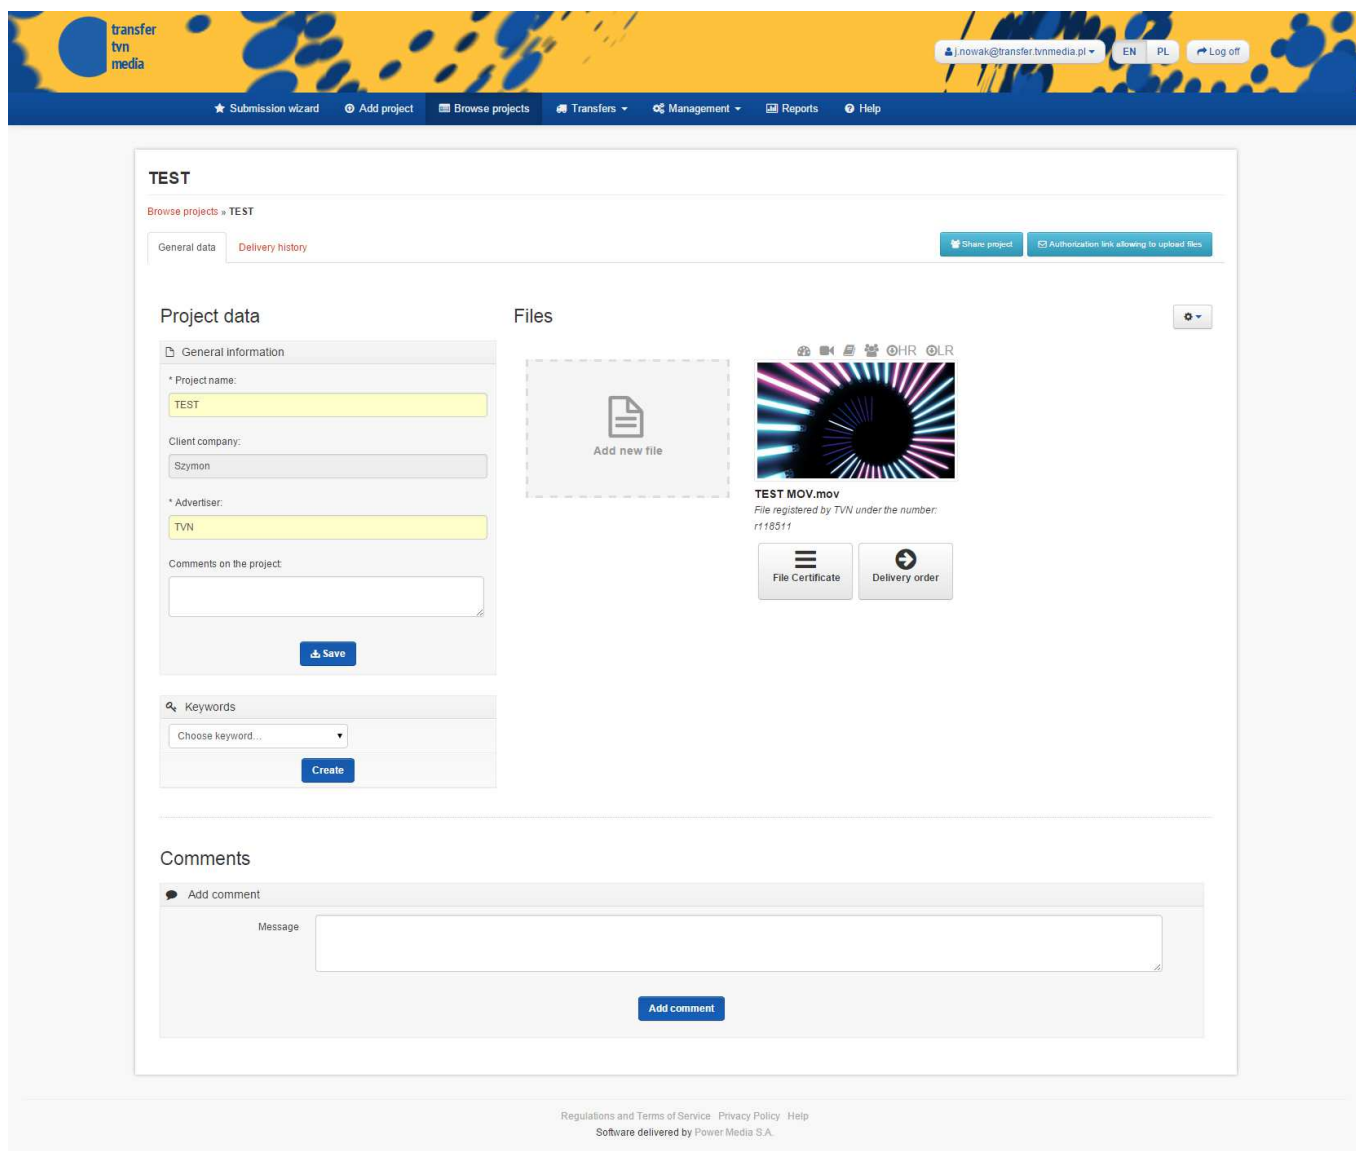 transfer
tvn
media
j.nowak@transfer.tvnmedia.pl EN PL Log off
Submission wizard Add project Browse projects Transfers Management Reports Help
TEST
Browse projects » TEST
General data Delivery history Share project Authorization link allowing to upload files
Project data Files
General information
* Project name:
TEST
Client company:
Szymon
* Advertiser:
TVN
Comments on the project:
Save
Keywords
Choose keyword...
Create
HR LR
Add new file
TEST MOV.mov
File registered by TVN under the number:
r118511
File Certificate Delivery order
Comments
Add comment
Message
Add comment
Regulations and Terms of Service Privacy Policy Help
Software delivered by Power Media S.A.